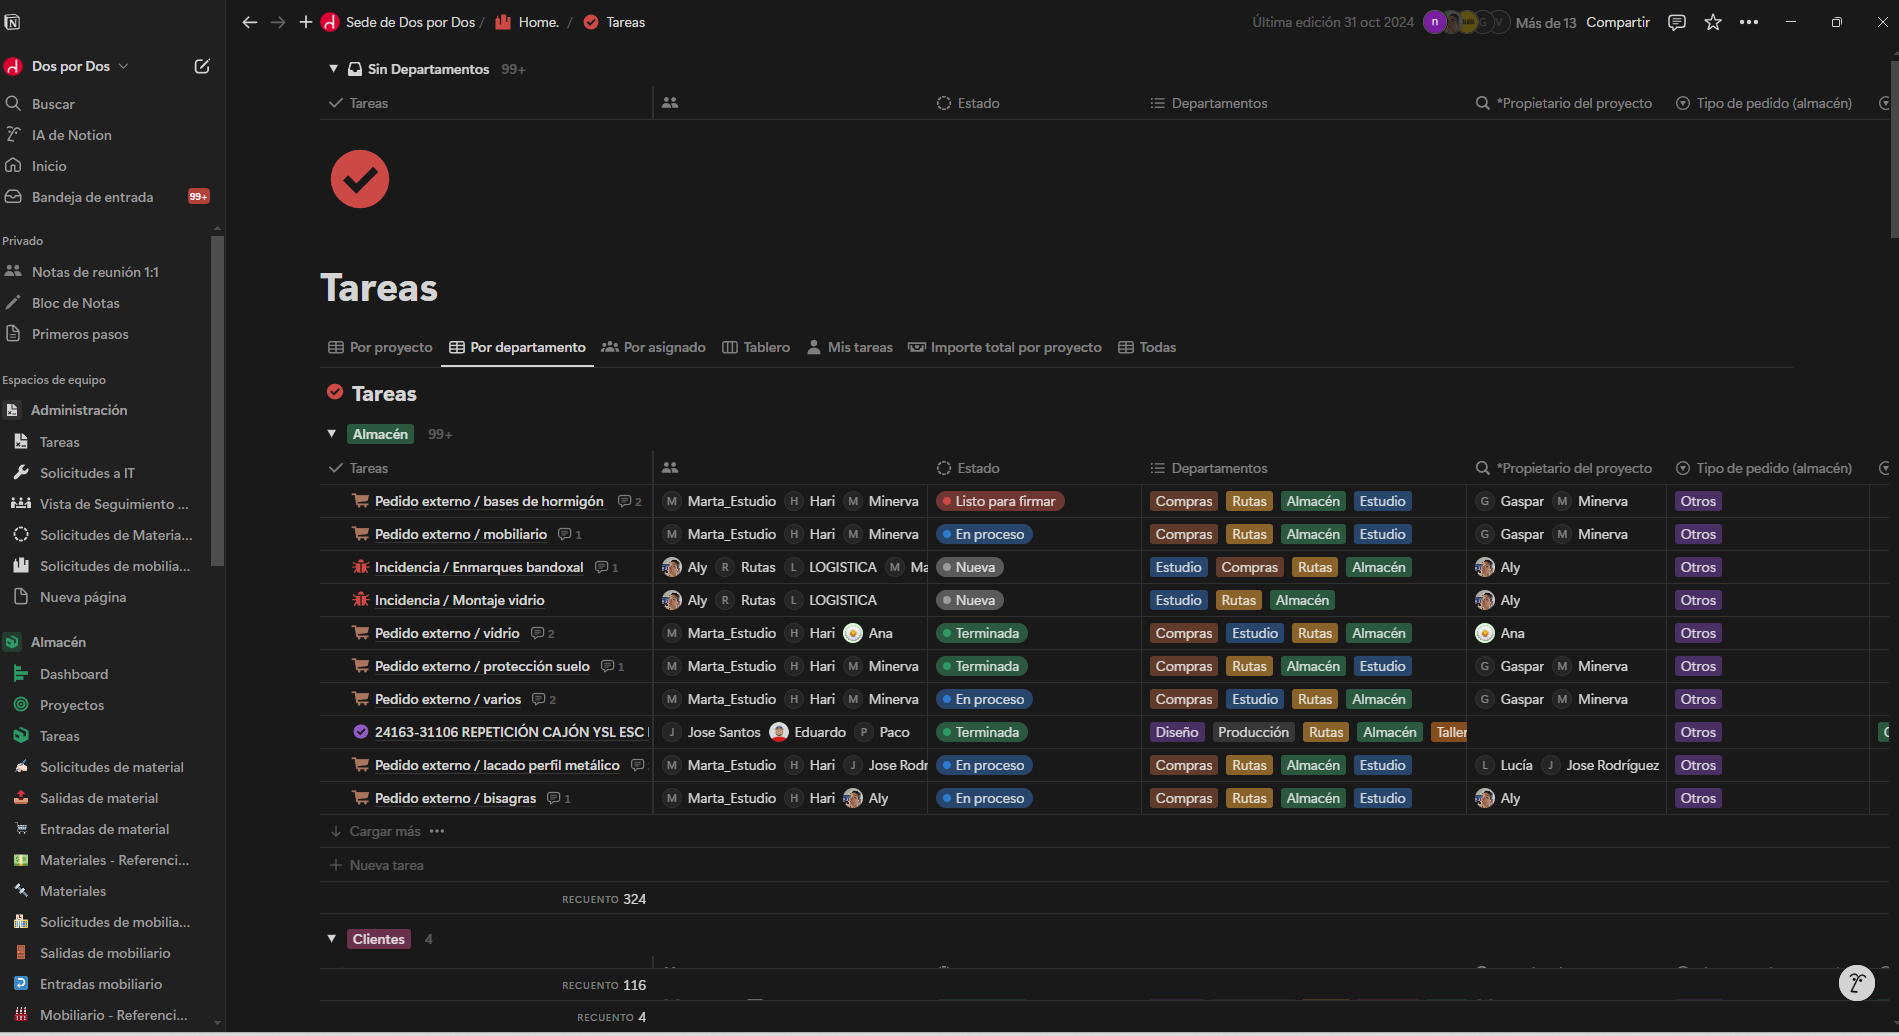 Sede de Dos por Dos / Home. / Tareas
Última edición 31 oct 2024 n G V Más de 13 Compartir
Dos por Dos
Buscar
IA de Notion
Inicio
Bandeja de entrada 99+
Privado
Notas de reunión 1:1
Bloc de Notas
Primeros pasos
Espacios de equipo
Administración
Tareas
Solicitudes a IT
Vista de Seguimiento ...
Solicitudes de Materia...
Solicitudes de mobilia...
Nueva página
Almacén
Dashboard
Proyectos
Tareas
Solicitudes de material
Salidas de material
Entradas de material
Materiales - Referenci...
Materiales
Solicitudes de mobilia...
Salidas de mobiliario
Entradas mobiliario
Mobiliario - Referenci...
Sin Departamentos 99+
Tareas Estado Departamentos *Propietario del proyecto Tipo de pedido (almacén)
Tareas
Por proyecto Por departamento Por asignado Tablero Mis tareas Importe total por proyecto Todas
Tareas
Almacén 99+
Tareas Estado Departamentos *Propietario del proyecto Tipo de pedido (almacén)
Pedido externo / bases de hormigón 2 M Marta_Estudio H Hari M Minerva Listo para firmar Compras Rutas Almacén Estudio G Gaspar M Minerva Otros
Pedido externo / mobiliario 1 M Marta_Estudio H Hari M Minerva En proceso Compras Rutas Almacén Estudio G Gaspar M Minerva Otros
Incidencia / Enmarques bandoxal 1 Aly R Rutas L LOGISTICA M Ma Nueva Estudio Compras Rutas Almacén Aly Otros
Incidencia / Montaje vidrio Aly R Rutas L LOGISTICA Nueva Estudio Rutas Almacén Aly Otros
Pedido externo / vidrio 2 M Marta_Estudio H Hari Ana Terminada Compras Estudio Rutas Almacén Ana Otros
Pedido externo / protección suelo 1 M Marta_Estudio H Hari M Minerva Terminada Compras Rutas Almacén Estudio G Gaspar M Minerva Otros
Pedido externo / varios 2 M Marta_Estudio H Hari M Minerva En proceso Compras Estudio Rutas Almacén G Gaspar M Minerva Otros
24163-31106 REPETICIÓN CAJÓN YSL ESC J Jose Santos Eduardo P Paco Terminada Diseño Producción Rutas Almacén Taller Otros
Pedido externo / lacado perfil metálico M Marta_Estudio H Hari J Jose Rodr En proceso Compras Rutas Almacén Estudio L Lucía J Jose Rodríguez Otros
Pedido externo / bisagras 1 M Marta_Estudio H Hari Aly En proceso Compras Rutas Almacén Estudio Aly Otros
Cargar más •••
Nueva tarea
RECUENTO 324
Clientes 4
RECUENTO 116
RECUENTO 4